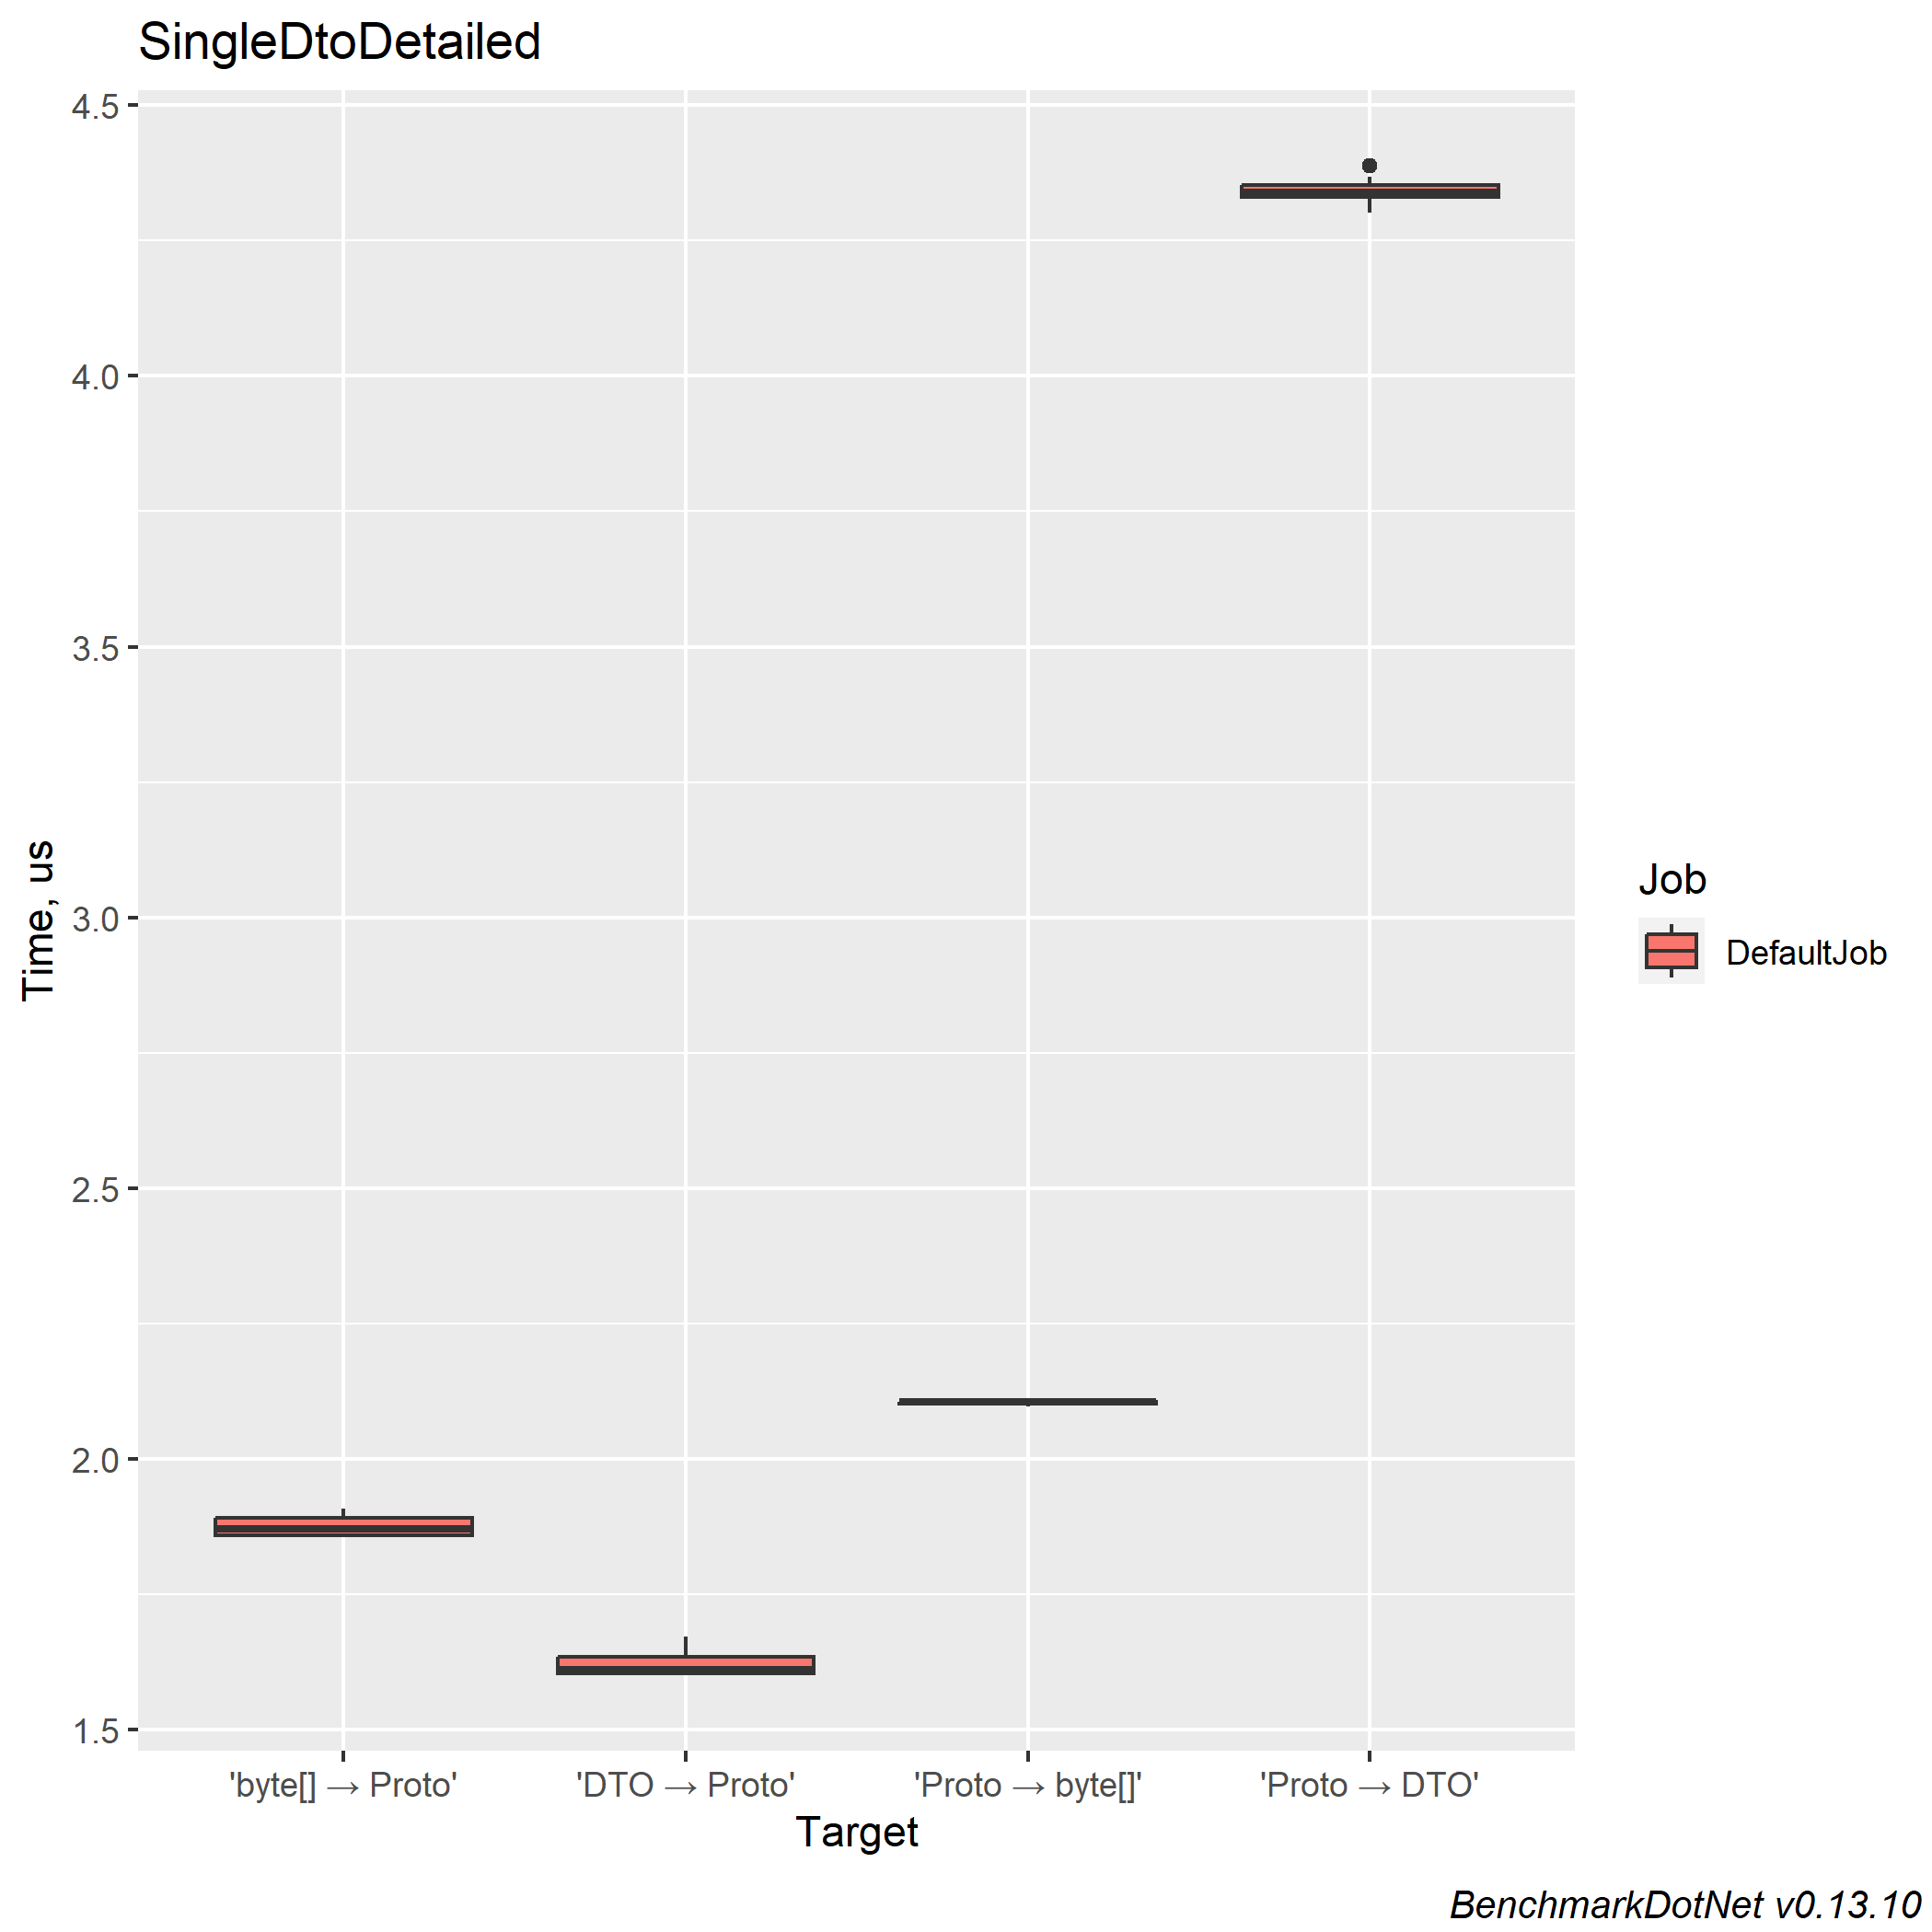 SingleDtoDetailed
4.5
4.0
3.5
3.0
2.5
2.0
1.5
Time, us
'byte[] → Proto'
'DTO → Proto'
'Proto → byte[]'
'Proto → DTO'
Target
Job
DefaultJob
BenchmarkDotNet v0.13.10